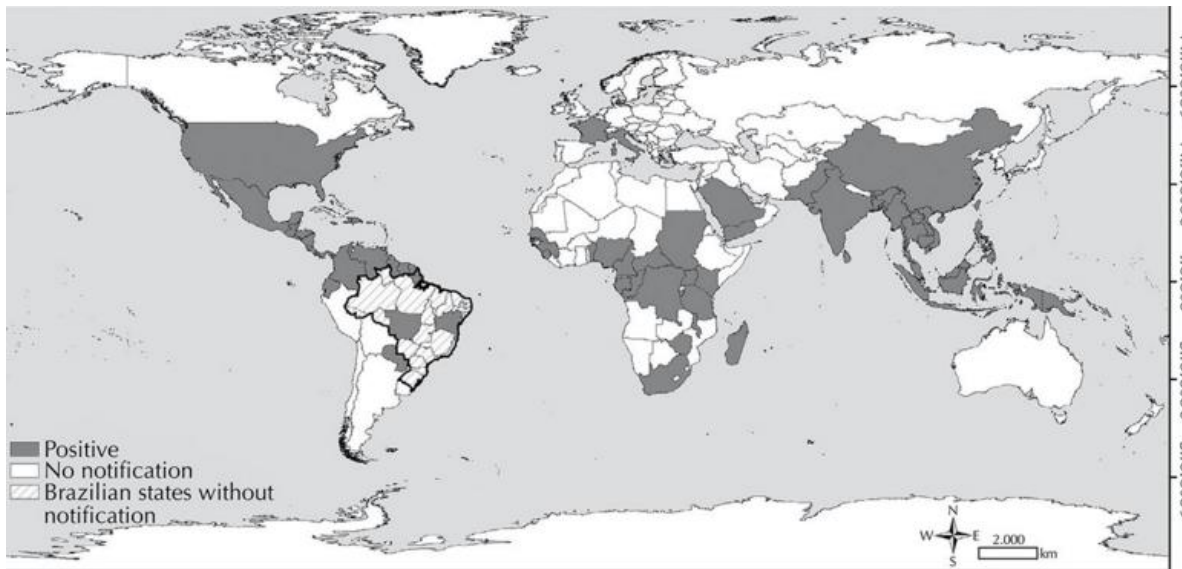 Positive
No notification
Brazilian states without
notification
N
W E
S
2.000
km